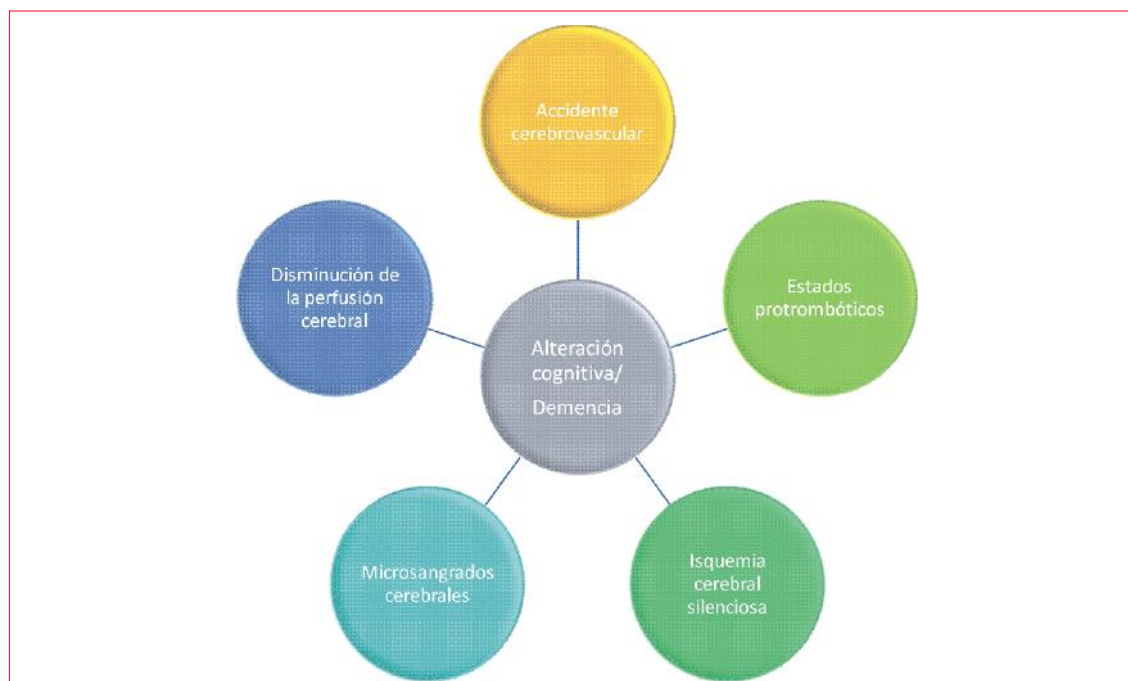 Accidente
cerebrovascular
Disminución de
la perfusión
cerebral
Estados
protrombóticos
Alteración
cognitiva/
Demencia
Microsangrados
cerebrales
Isquemia
cerebral
silenciosa